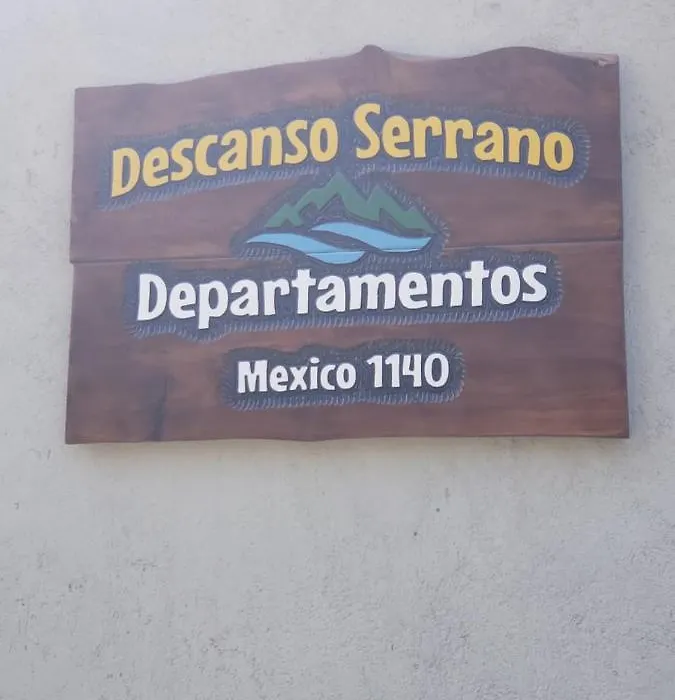 Descanso Serrano
Departamentos
Mexico 1140